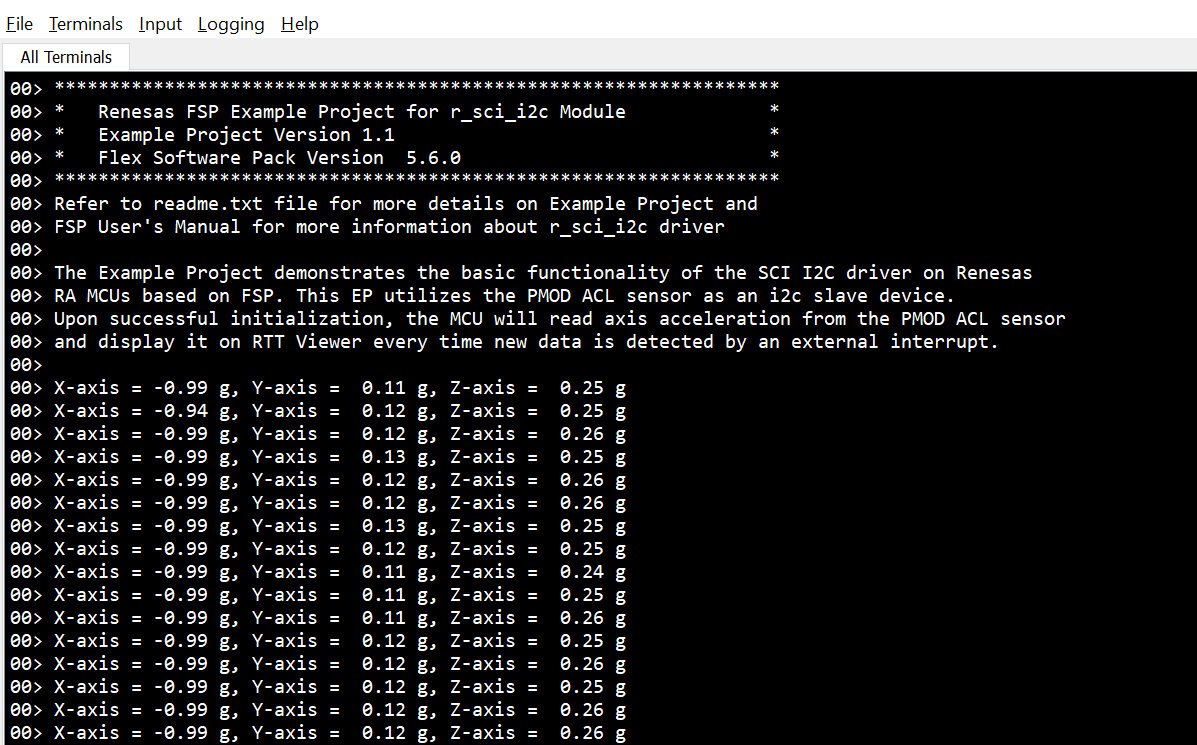 File Terminals Input Logging Help
All Terminals
00> ******************************************************************
00> *   Renesas FSP Example Project for r_sci_i2c Module             *
00> *   Example Project Version 1.1                                  *
00> *   Flex Software Pack Version  5.6.0                            *
00> ******************************************************************
00> Refer to readme.txt file for more details on Example Project and
00> FSP User's Manual for more information about r_sci_i2c driver
00>
00> The Example Project demonstrates the basic functionality of the SCI I2C driver on Renesas
00> RA MCUs based on FSP. This EP utilizes the PMOD ACL sensor as an i2c slave device.
00> Upon successful initialization, the MCU will read axis acceleration from the PMOD ACL sensor
00> and display it on RTT Viewer every time new data is detected by an external interrupt.
00>
00> X-axis = -0.99 g, Y-axis =  0.11 g, Z-axis =  0.25 g
00> X-axis = -0.94 g, Y-axis =  0.12 g, Z-axis =  0.25 g
00> X-axis = -0.99 g, Y-axis =  0.12 g, Z-axis =  0.26 g
00> X-axis = -0.99 g, Y-axis =  0.13 g, Z-axis =  0.25 g
00> X-axis = -0.99 g, Y-axis =  0.12 g, Z-axis =  0.26 g
00> X-axis = -0.99 g, Y-axis =  0.12 g, Z-axis =  0.26 g
00> X-axis = -0.99 g, Y-axis =  0.13 g, Z-axis =  0.25 g
00> X-axis = -0.99 g, Y-axis =  0.12 g, Z-axis =  0.25 g
00> X-axis = -0.99 g, Y-axis =  0.11 g, Z-axis =  0.24 g
00> X-axis = -0.99 g, Y-axis =  0.11 g, Z-axis =  0.25 g
00> X-axis = -0.99 g, Y-axis =  0.11 g, Z-axis =  0.26 g
00> X-axis = -0.99 g, Y-axis =  0.12 g, Z-axis =  0.25 g
00> X-axis = -0.99 g, Y-axis =  0.12 g, Z-axis =  0.26 g
00> X-axis = -0.99 g, Y-axis =  0.12 g, Z-axis =  0.25 g
00> X-axis = -0.99 g, Y-axis =  0.12 g, Z-axis =  0.26 g
00> X-axis = -0.99 g, Y-axis =  0.12 g, Z-axis =  0.26 g